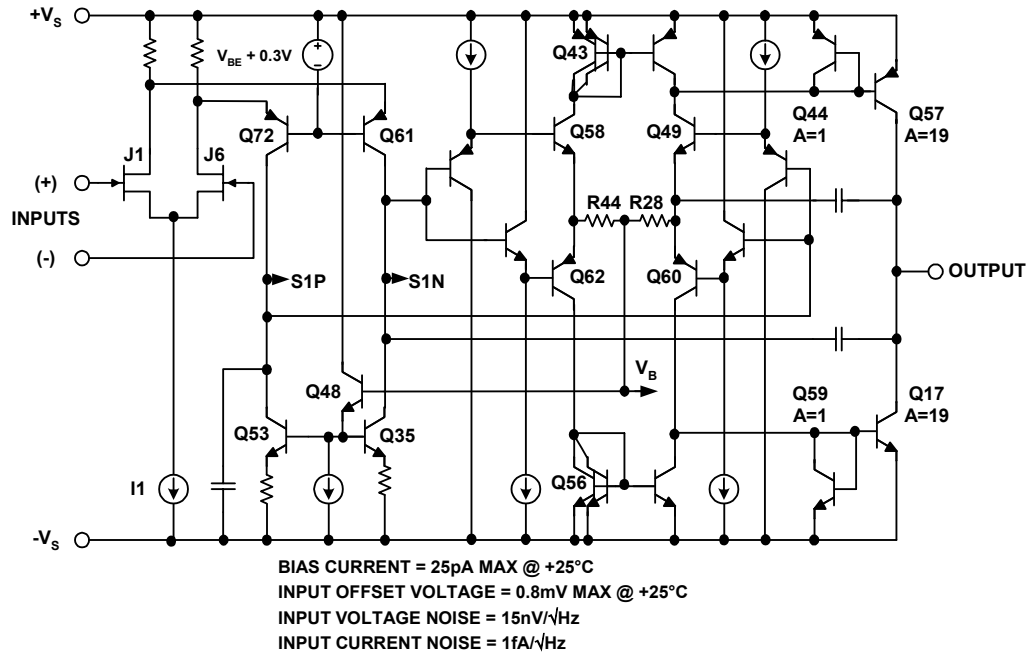 +VS
VBE + 0.3V
Q43
Q72
Q61
Q58
Q49
Q44
A=1
Q57
A=19
J1
J6
(+)
INPUTS
(-)
R44
R28
S1P
S1N
Q62
Q60
OUTPUT
VB
Q48
Q59
A=1
Q17
A=19
Q53
Q35
I1
Q56
-VS
BIAS CURRENT = 25pA MAX @ +25°C
INPUT OFFSET VOLTAGE = 0.8mV MAX @ +25°C
INPUT VOLTAGE NOISE = 15nV/√Hz
INPUT CURRENT NOISE = 1fA/√Hz